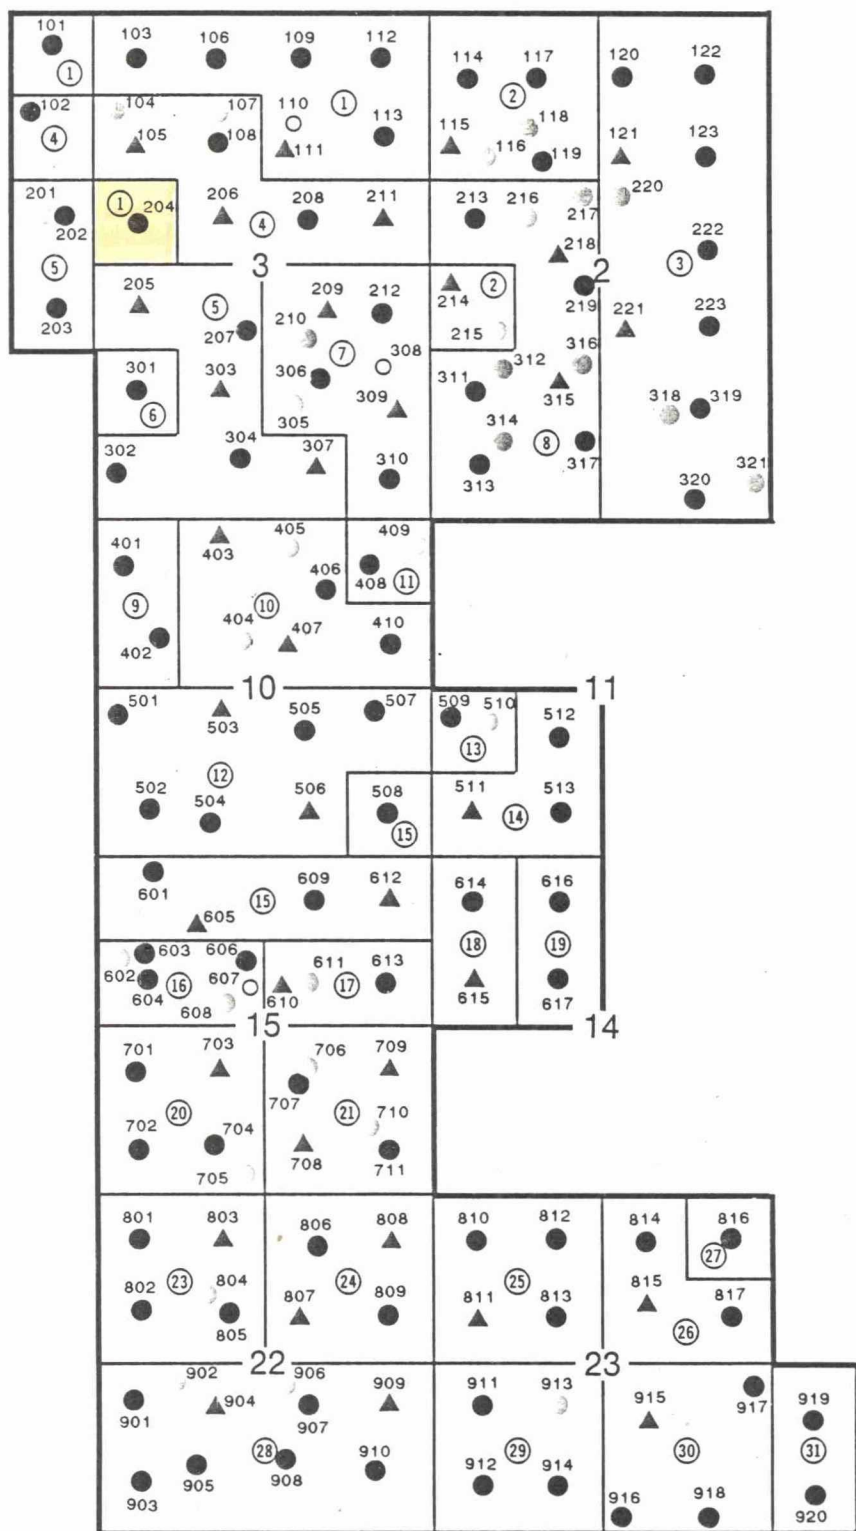 101 103 106 109 112 114 117 120 122
① ① ②
102 104 107 110 113 118 123
④ 105 108 111 115 116 119 121
201 ① 204 206 208 211 213 216 217 220
202 ④ 218 222
⑤ 3 2 ③
203 205 ⑤ 209 212 214 ② 219 221 223
207 210 ⑦ 308 215 316
301 303 306 309 311 312 315 318 319
⑥ 305 314
302 304 307 310 313 ⑧ 317 320 321
401 403 405 409
406 408 ⑪
⑨ ⑩
402 404 407 410
10 11
501 503 505 507 509 510 512
⑫ ⑬
502 504 506 508 511 ⑭ 513
⑮
601 609 612 614 616
605 ⑮
603 606 ⑱ ⑲
602 607 611 613
604 ⑯ 610 ⑰ 615 617
608
15 14
701 703 706 709
707
⑳ ㉑ 710
702 704 708 711
705
801 803 806 808 810 812 814 816
㉗
802 ㉓ 804 807 ㉔ 809 811 ㉕ 813 815 817
805 ㉖
22 23
902 906 909 911 913 915 917 919
901 904 907
㉘ ㉙ ㉚ ㉛
903 905 908 910 912 914 916 918 920